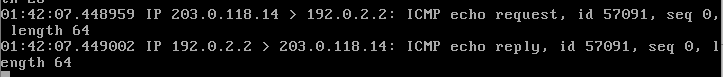 01:42:07.448959 IP 203.0.118.14 > 192.0.2.2: ICMP echo request, id 57091, seq 0,
 length 64
01:42:07.449002 IP 192.0.2.2 > 203.0.118.14: ICMP echo reply, id 57091, seq 0, l
ength 64